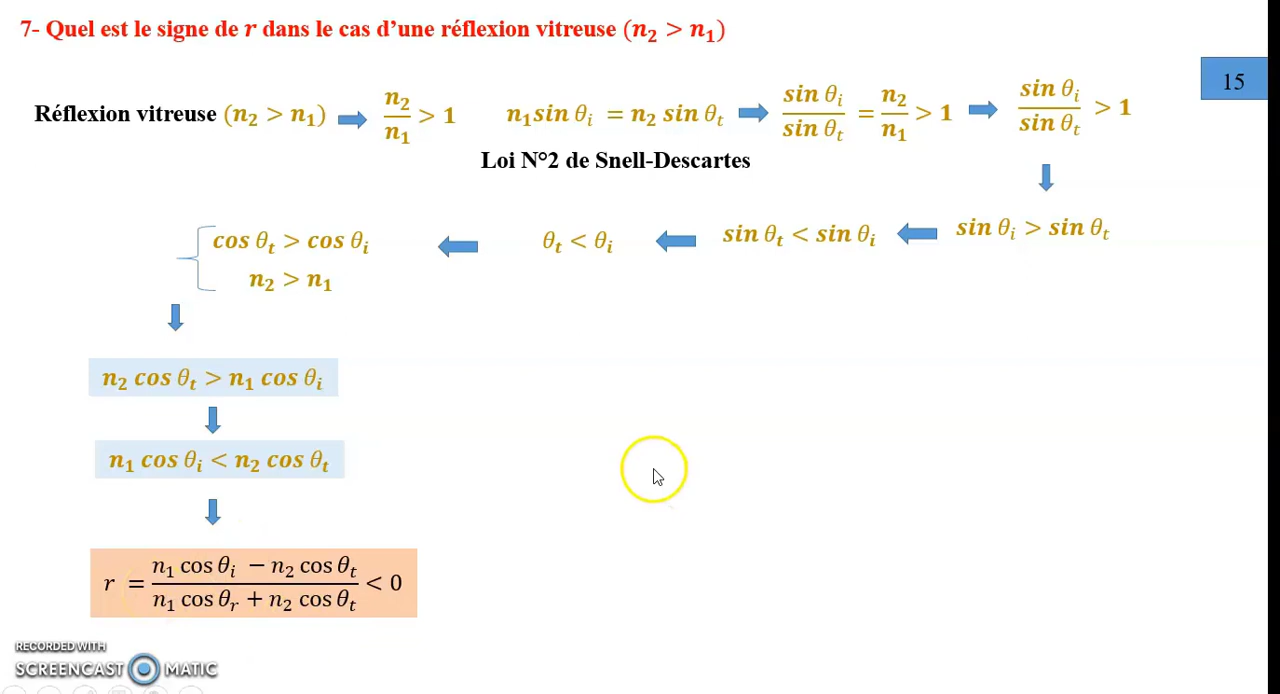 7- Quel est le signe de r dans le cas d’une réflexion vitreuse (n₂ > n₁)
15
Réflexion vitreuse (n₂ > n₁) ➡ n₂/n₁ > 1 n₁sin θᵢ = n₂ sin θₜ ➡ sin θᵢ/sin θₜ = n₂/n₁ > 1 ➡ sin θᵢ/sin θₜ > 1
Loi N°2 de Snell-Descartes
cos θₜ > cos θᵢ ⬅ θₜ < θᵢ ⬅ sin θₜ < sin θᵢ ⬅ sin θᵢ > sin θₜ
n₂ > n₁
n₂ cos θₜ > n₁ cos θᵢ
n₁ cos θᵢ < n₂ cos θₜ
r = (n₁ cos θᵢ − n₂ cos θₜ)/(n₁ cos θᵣ + n₂ cos θₜ) < 0
RECORDED WITH
SCREENCAST MATIC